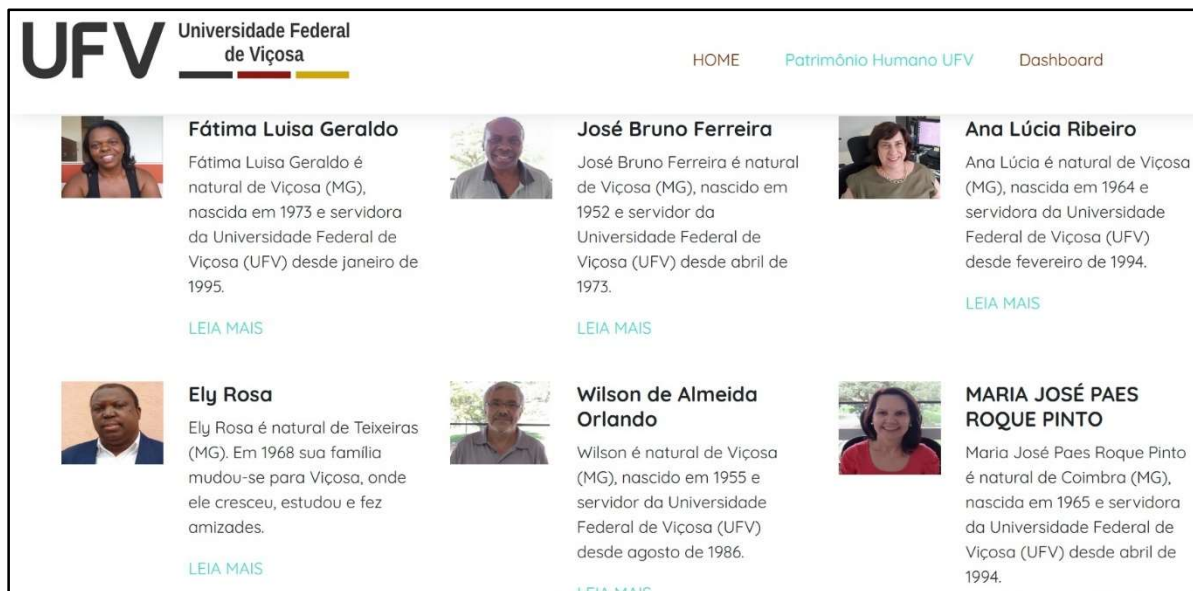 UFV Universidade Federal
de Viçosa
HOME Patrimônio Humano UFV Dashboard
Fátima Luisa Geraldo
Fátima Luisa Geraldo é
natural de Viçosa (MG),
nascida em 1973 e servidora
da Universidade Federal de
Viçosa (UFV) desde janeiro de
1995.
LEIA MAIS
José Bruno Ferreira
José Bruno Ferreira é natural
de Viçosa (MG), nascido em
1952 e servidor da
Universidade Federal de
Viçosa (UFV) desde abril de
1973.
LEIA MAIS
Ana Lúcia Ribeiro
Ana Lúcia é natural de Viçosa
(MG), nascida em 1964 e
servidora da Universidade
Federal de Viçosa (UFV)
desde fevereiro de 1994.
LEIA MAIS
Ely Rosa
Ely Rosa é natural de Teixeiras
(MG). Em 1968 sua família
mudou-se para Viçosa, onde
ele cresceu, estudou e fez
amizades.
LEIA MAIS
Wilson de Almeida
Orlando
Wilson é natural de Viçosa
(MG), nascido em 1955 e
servidor da Universidade
Federal de Viçosa (UFV)
desde agosto de 1986.
LEIA MAIS
MARIA JOSÉ PAES
ROQUE PINTO
Maria José Paes Roque Pinto
é natural de Coimbra (MG),
nascida em 1965 e servidora
da Universidade Federal de
Viçosa (UFV) desde abril de
1994.